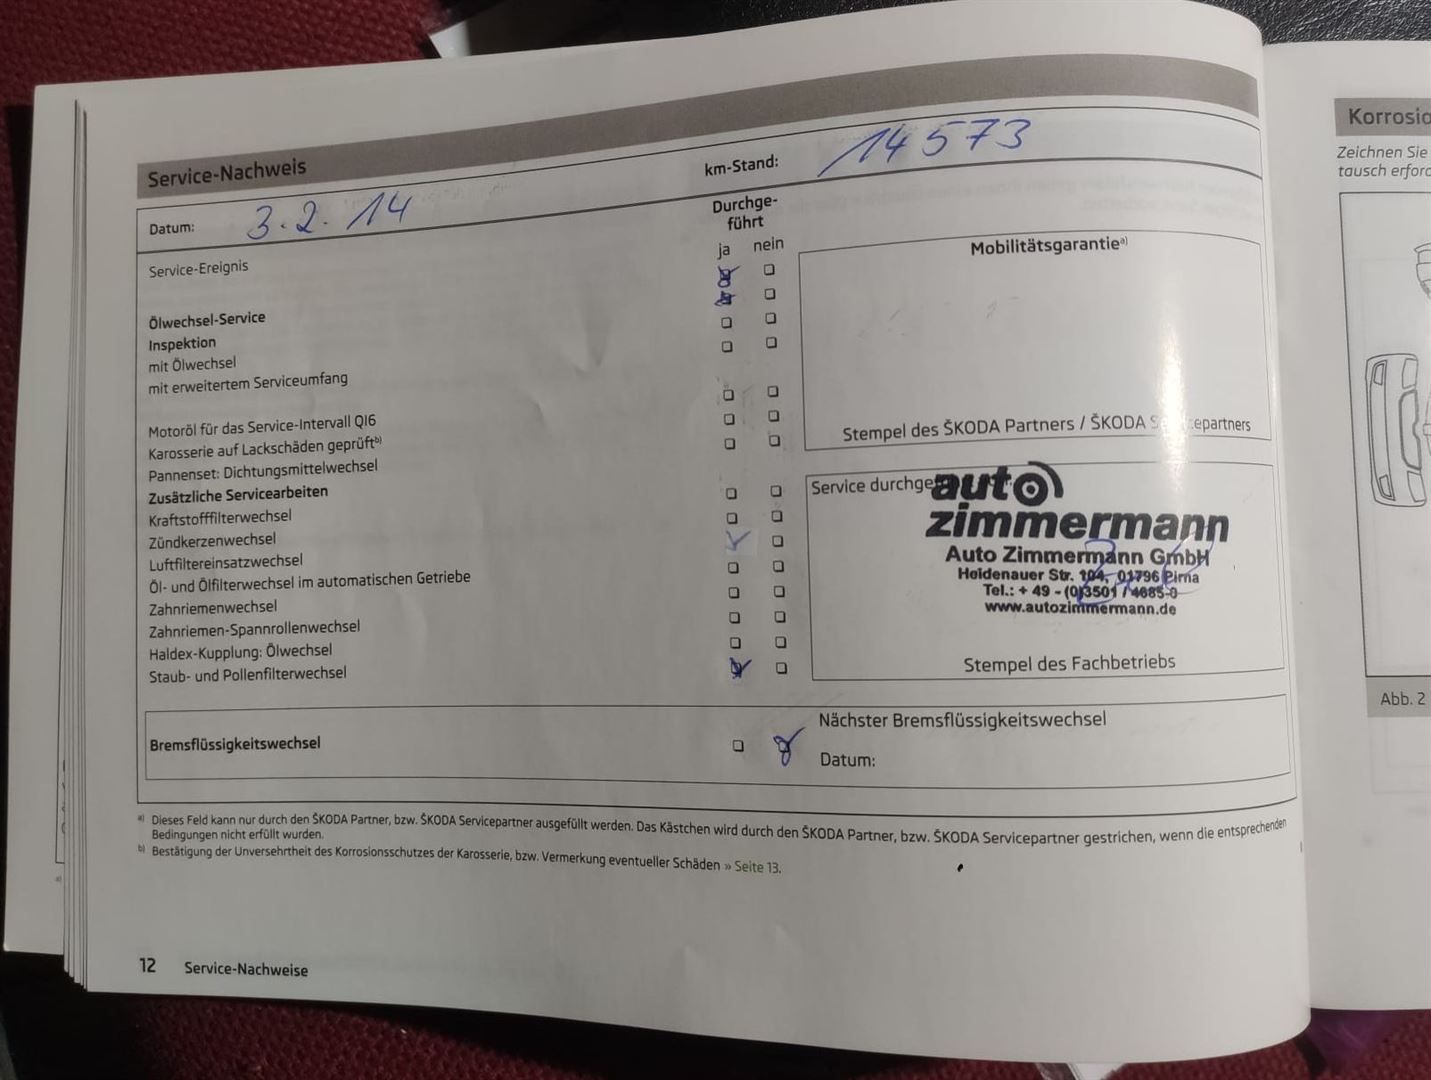 Service-Nachweis
Datum: 3.2.14
km-Stand: 14573
Durchge-
führt
ja nein
Service-Ereignis
Ölwechsel-Service
Inspektion
mit Ölwechsel
mit erweitertem Serviceumfang
Motoröl für das Service-Intervall QI6
Karosserie auf Lackschäden geprüft b)
Pannenset: Dichtungsmittelwechsel
Zusätzliche Servicearbeiten
Kraftstofffilterwechsel
Zündkerzenwechsel
Luftfiltereinsatzwechsel
Öl- und Ölfilterwechsel im automatischen Getriebe
Zahnriemenwechsel
Zahnriemen-Spannrollenwechsel
Haldex-Kupplung: Ölwechsel
Staub- und Pollenfilterwechsel
Mobilitätsgarantie a)
Stempel des ŠKODA Partners / ŠKODA Servicepartners
Service durchge
auto
zimmermann
Auto Zimmermann GmbH
Heidenauer Str. 104, 01796 Pirna
Tel.: + 49 - (0)3501 / 4685-0
www.autozimmermann.de
Stempel des Fachbetriebs
Bremsflüssigkeitswechsel
Nächster Bremsflüssigkeitswechsel
Datum:
a) Dieses Feld kann nur durch den ŠKODA Partner, bzw. ŠKODA Servicepartner ausgefüllt werden. Das Kästchen wird durch den ŠKODA Partner, bzw. ŠKODA Servicepartner gestrichen, wenn die entsprechenden
Bedingungen nicht erfüllt wurden.
b) Bestätigung der Unversehrtheit des Korrosionsschutzes der Karosserie, bzw. Vermerkung eventueller Schäden » Seite 13.
12 Service-Nachweise
Korrosio
Zeichnen Sie
tausch erford
Abb. 2